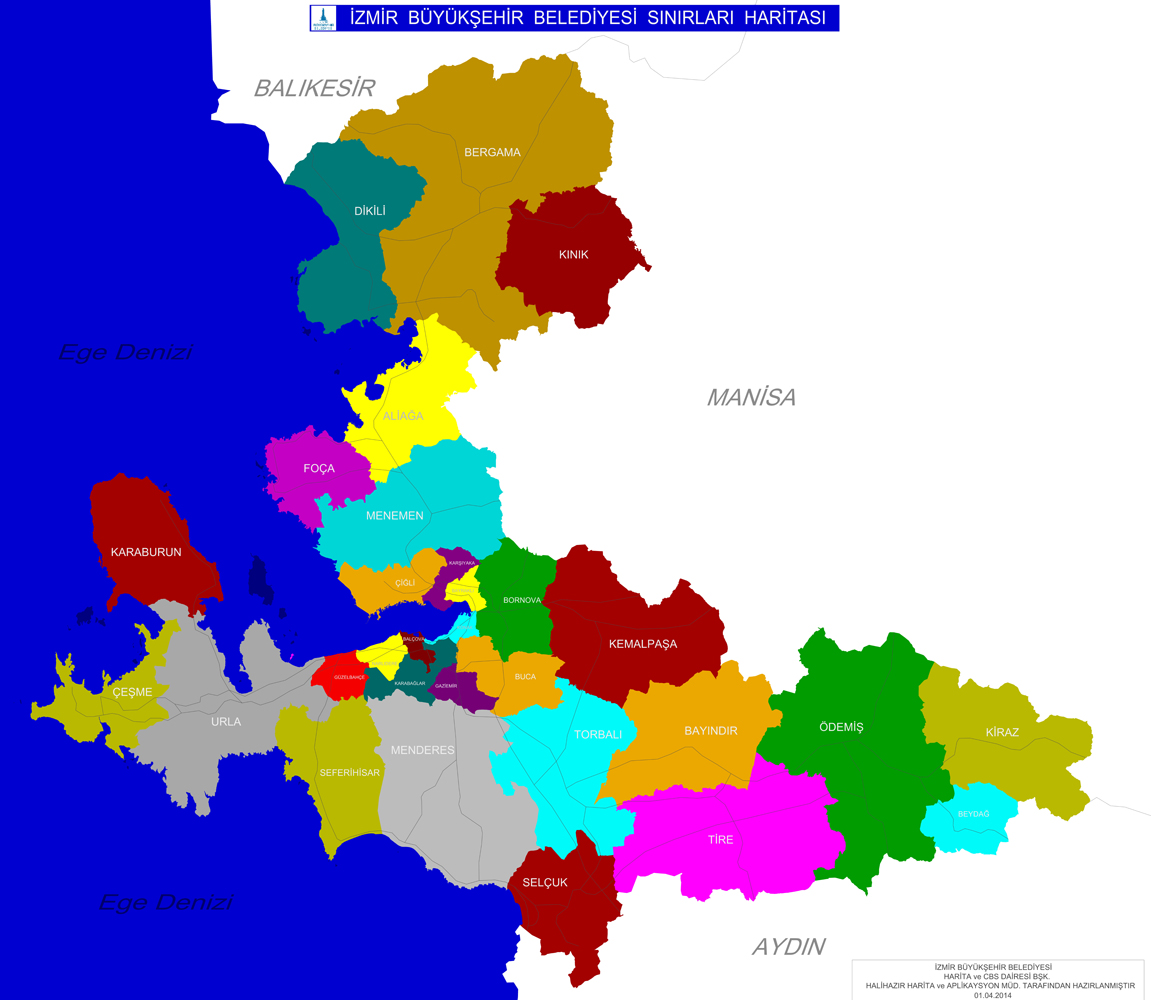 İZMİR BÜYÜKŞEHİR BELEDİYESİ SINIRLARI HARİTASI
BALIKESİR
BERGAMA
DİKİLİ
KINIK
Ege Denizi
MANİSA
ALİAĞA
FOÇA
MENEMEN
KARABURUN
KARŞIYAKA
ÇİĞLİ
BORNOVA
BALÇOVA
KEMALPAŞA
GÜZELBAHÇE
BUCA
KARABAĞLAR
GAZİEMİR
ÇEŞME
URLA
ÖDEMİŞ
BAYINDIR
KİRAZ
TORBALI
MENDERES
SEFERİHİSAR
BEYDAĞ
TİRE
SELÇUK
Ege Denizi
AYDIN
İZMİR BÜYÜKŞEHİR BELEDİYESİ
HARİTA ve CBS DAİRESİ BŞK.
HALİHAZIR HARİTA ve APLİKAYSYON MÜD. TARAFINDAN HAZIRLANMIŞTIR
01.04.2014